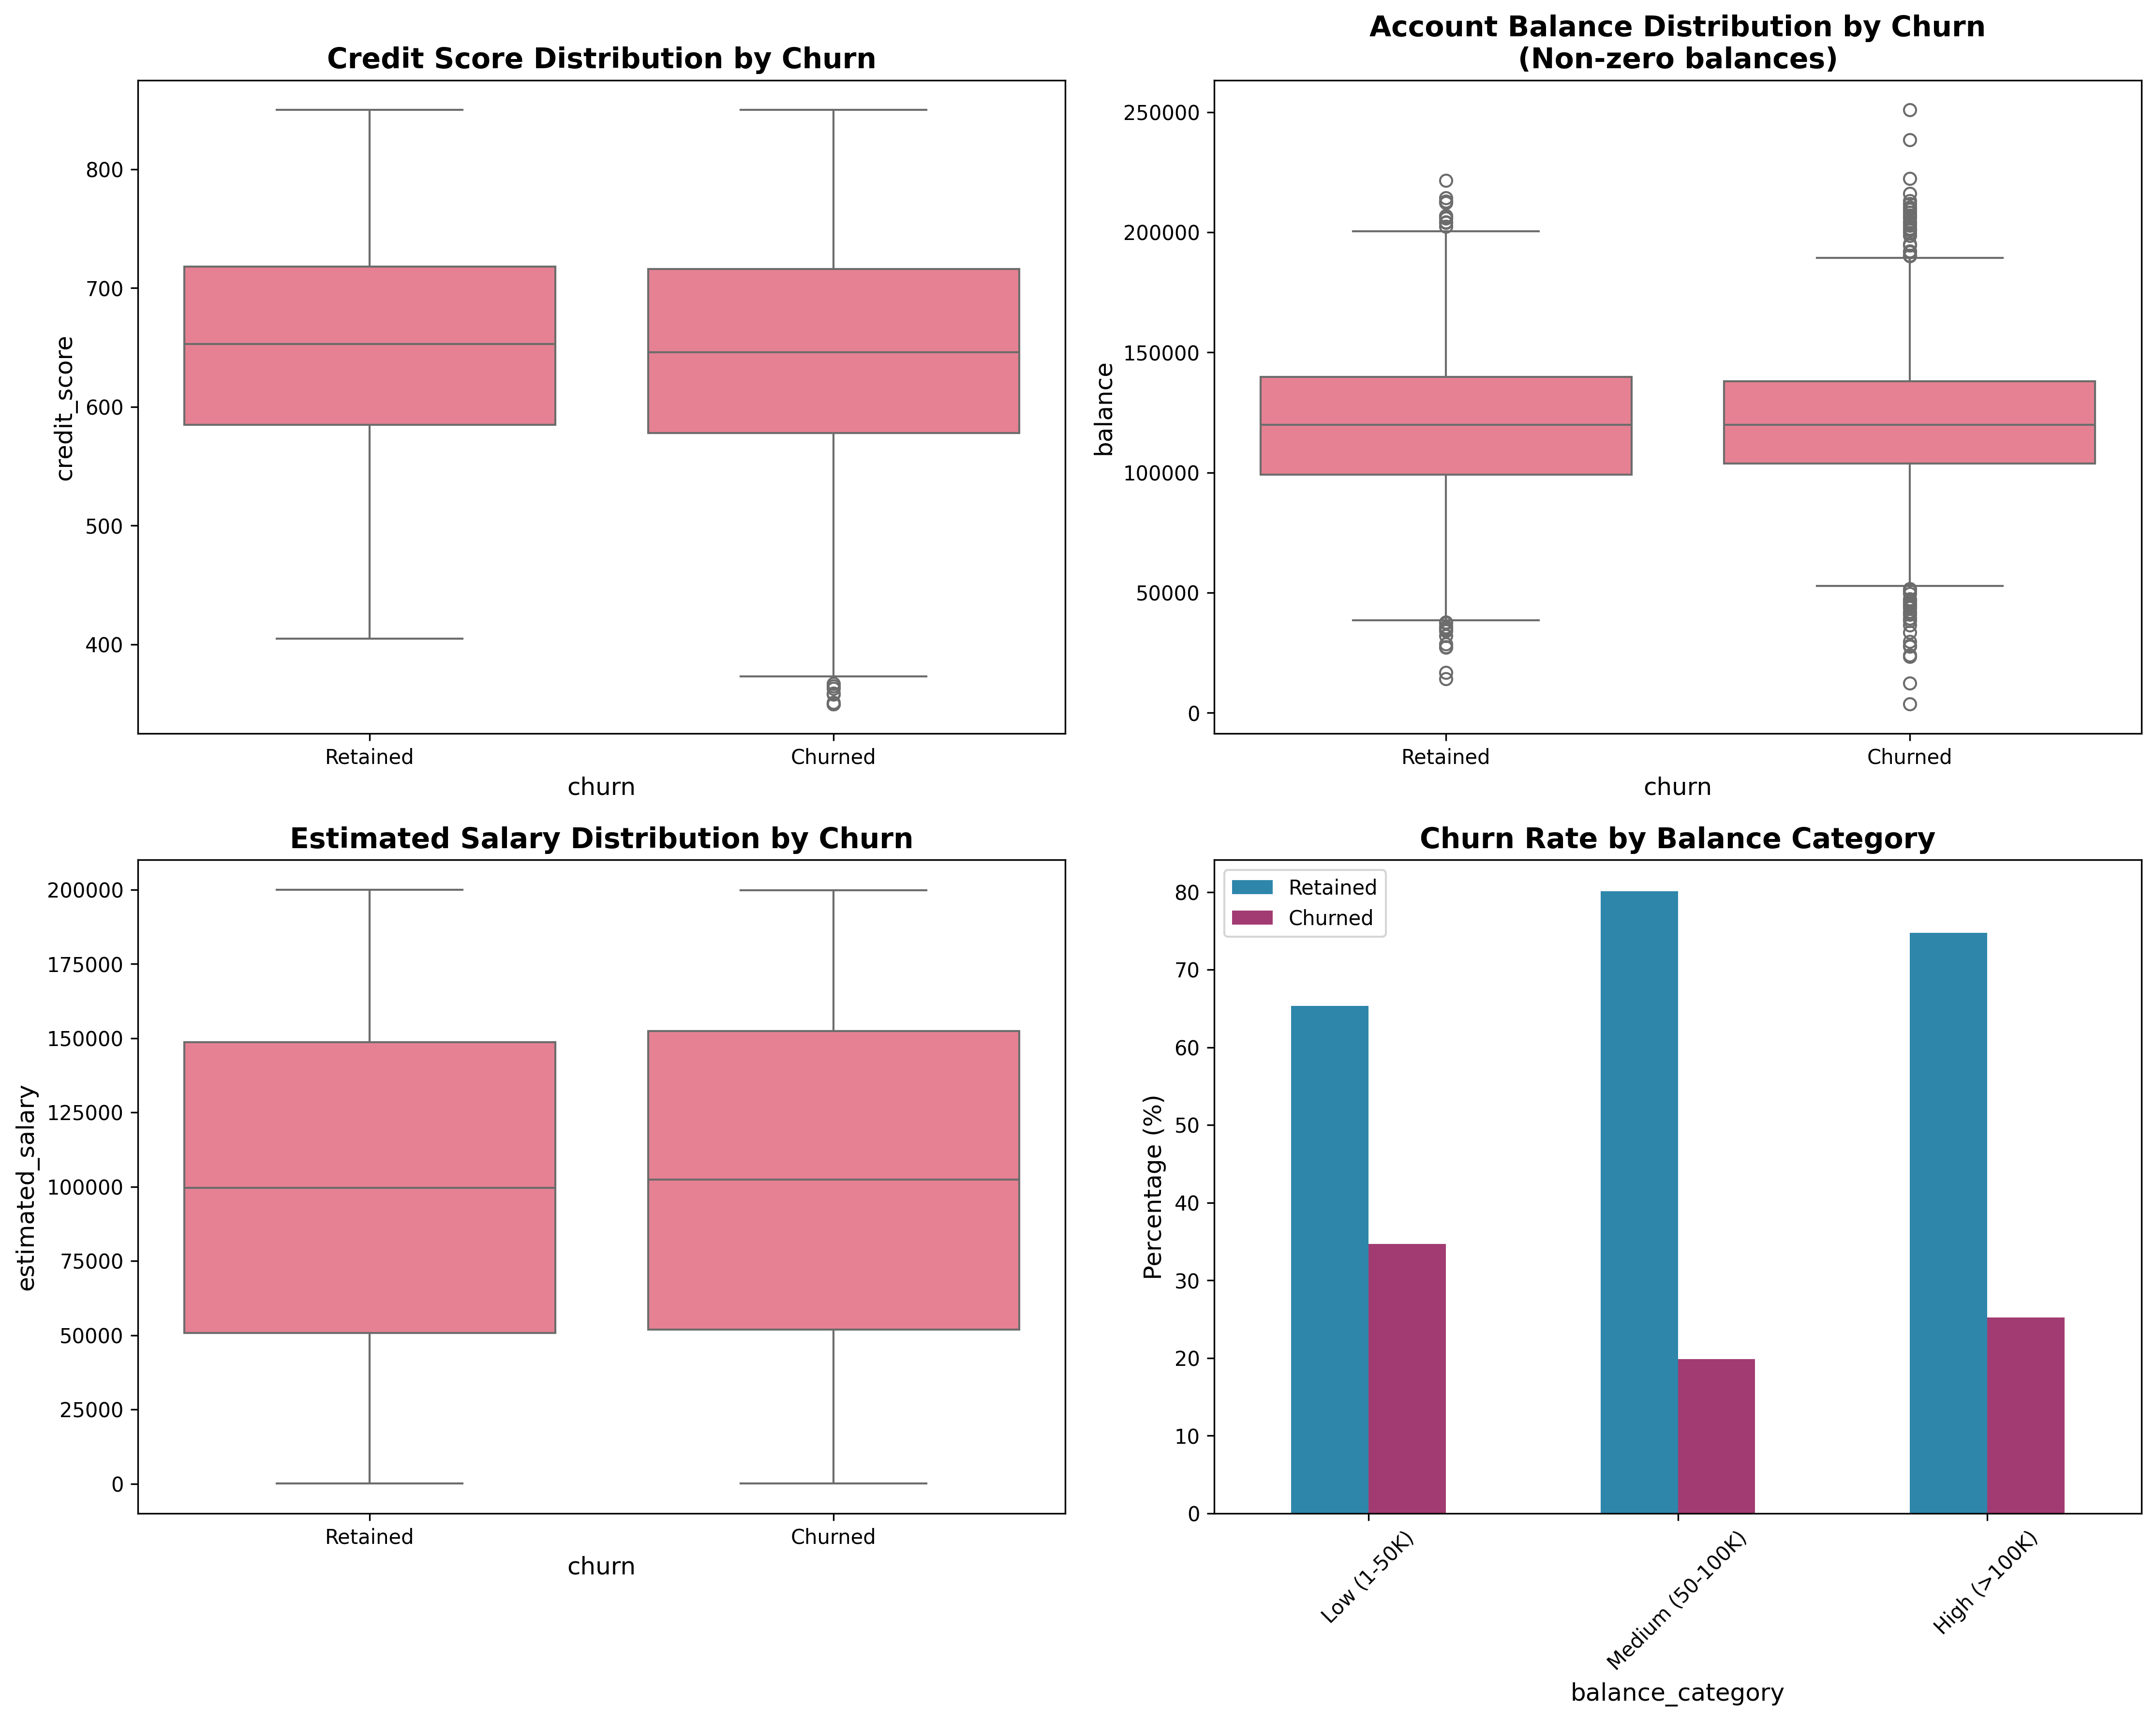 Credit Score Distribution by Churn
credit_score
800
700
600
500
400
Retained
Churned
churn
Account Balance Distribution by Churn
(Non-zero balances)
balance
250000
200000
150000
100000
50000
0
Retained
Churned
churn
Estimated Salary Distribution by Churn
estimated_salary
200000
175000
150000
125000
100000
75000
50000
25000
0
Retained
Churned
churn
Churn Rate by Balance Category
Retained
Churned
Percentage (%)
80
70
60
50
40
30
20
10
0
Low (1-50K)
Medium (50-100K)
High (>100K)
balance_category